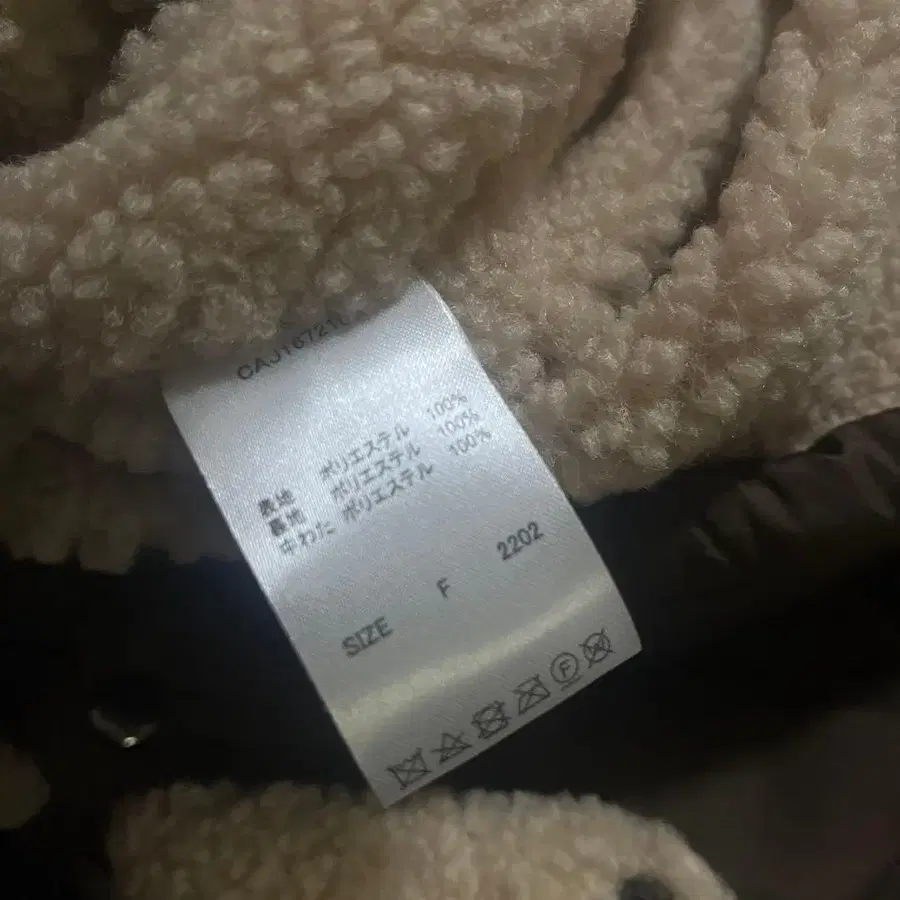 表地 ポリエステル 100%
裏地 ポリエステル 100%
中わた ポリエステル 100%
SIZE F 2202
F